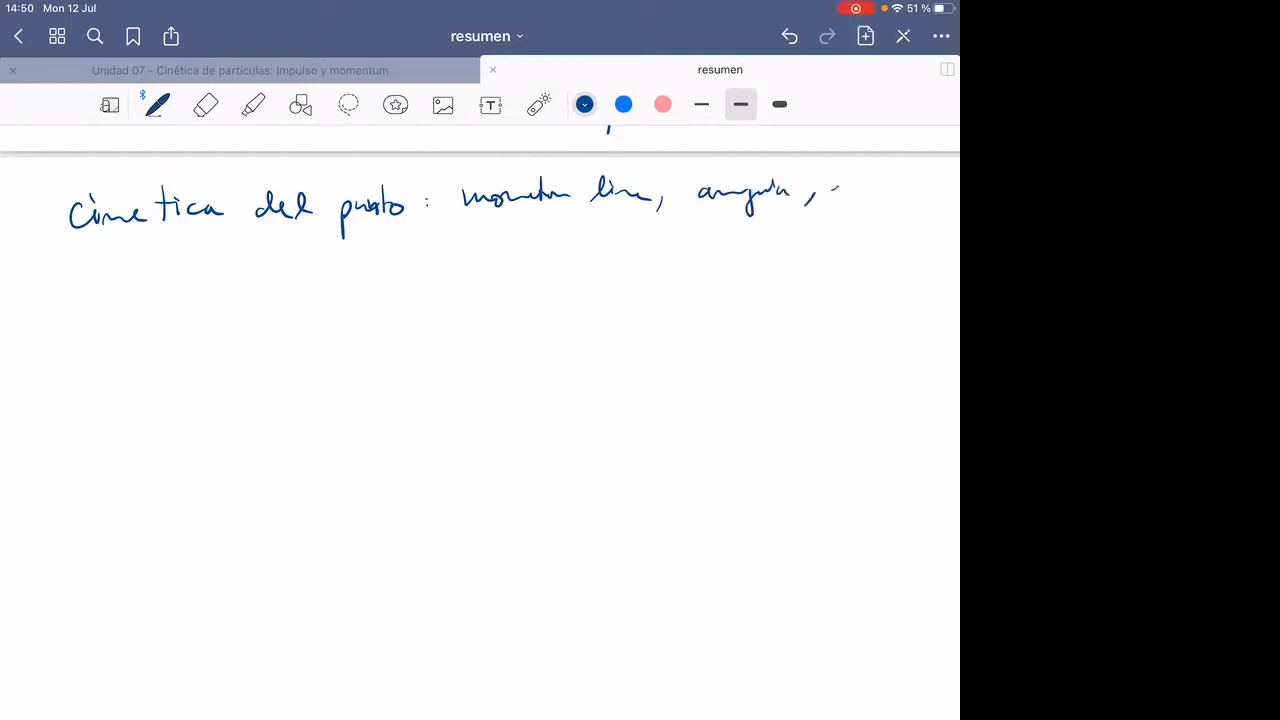 14:50 Mon 12 Jul 51 %
resumen
Unidad 07 - Cinética de partículas: Impulso y momentum
resumen
T
Cinetica del punto: momentum line, angula,